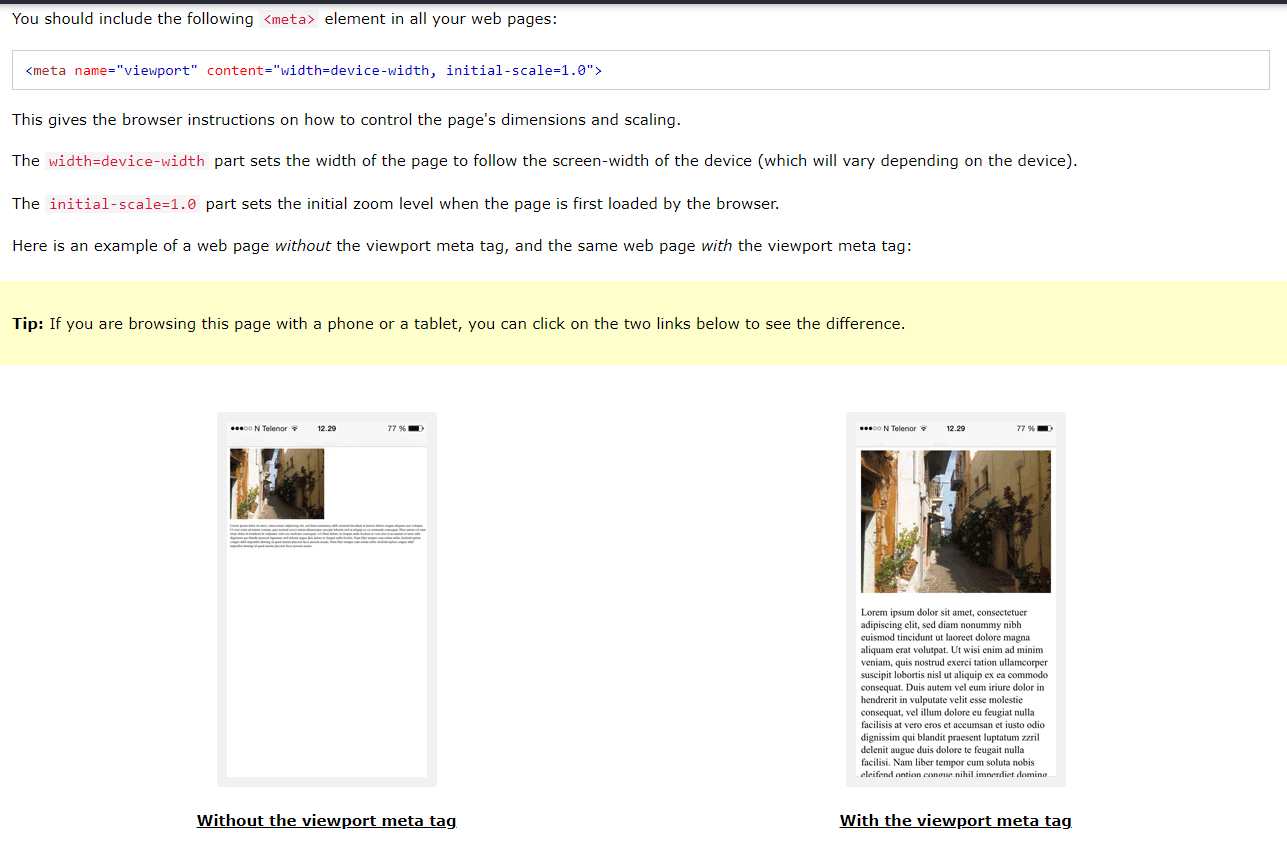 You should include the following <meta> element in all your web pages:
<meta name="viewport" content="width=device-width, initial-scale=1.0">
This gives the browser instructions on how to control the page's dimensions and scaling.
The width=device-width part sets the width of the page to follow the screen-width of the device (which will vary depending on the device).
The initial-scale=1.0 part sets the initial zoom level when the page is first loaded by the browser.
Here is an example of a web page without the viewport meta tag, and the same web page with the viewport meta tag:
Tip: If you are browsing this page with a phone or a tablet, you can click on the two links below to see the difference.
N Telenor 12.29 77 %
Without the viewport meta tag
N Telenor 12.29 77 %
Lorem ipsum dolor sit amet, consectetuer
adipiscing elit, sed diam nonummy nibh
euismod tincidunt ut laoreet dolore magna
aliquam erat volutpat. Ut wisi enim ad minim
veniam, quis nostrud exerci tation ullamcorper
suscipit lobortis nisl ut aliquip ex ea commodo
consequat. Duis autem vel eum iriure dolor in
hendrerit in vulputate velit esse molestie
consequat, vel illum dolore eu feugiat nulla
facilisis at vero eros et accumsan et iusto odio
dignissim qui blandit praesent luptatum zzril
delenit augue duis dolore te feugait nulla
facilisi. Nam liber tempor cum soluta nobis
eleifend option congue nihil imperdiet doming
With the viewport meta tag